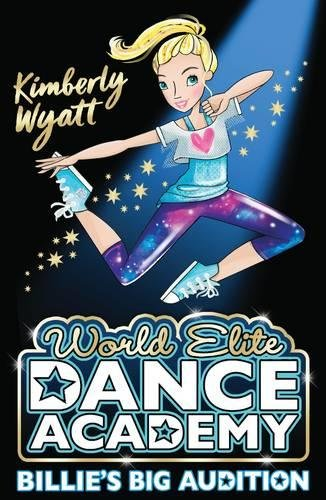 Kimberly
Wyatt
World Elite
DANCE
ACADEMY
BILLIE'S BIG AUDITION